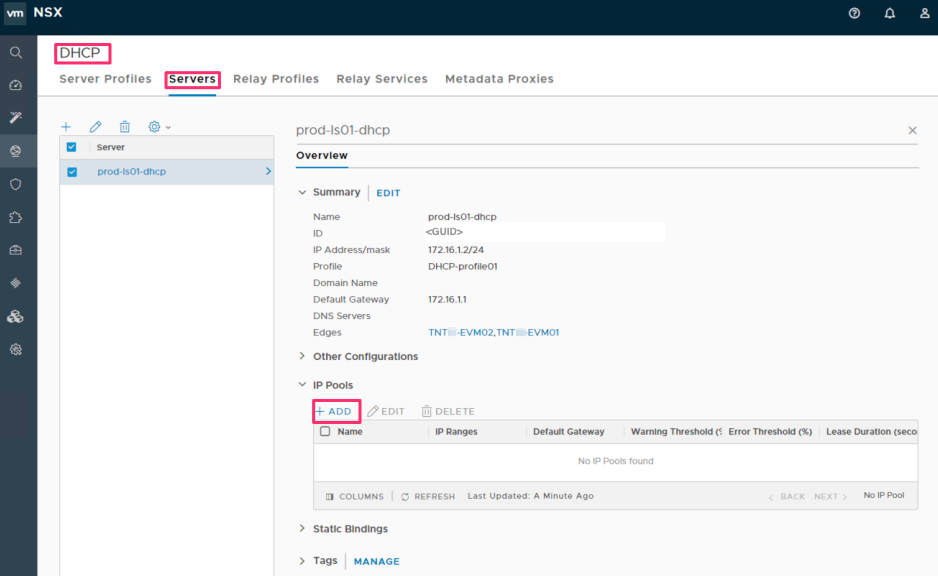 vm NSX
DHCP
Server Profiles Servers Relay Profiles Relay Services Metadata Proxies
Server
prod-ls01-dhcp
prod-ls01-dhcp
Overview
Summary EDIT
Name prod-ls01-dhcp
ID <GUID>
IP Address/mask 172.16.1.2/24
Profile DHCP-profile01
Domain Name
Default Gateway 172.16.1.1
DNS Servers
Edges TNT -EVM02,TNT -EVM01
Other Configurations
IP Pools
+ ADD EDIT DELETE
Name IP Ranges Default Gateway Warning Threshold (% Error Threshold (%) Lease Duration (seco
No IP Pools found
COLUMNS REFRESH Last Updated: A Minute Ago BACK NEXT No IP Pool
Static Bindings
Tags MANAGE